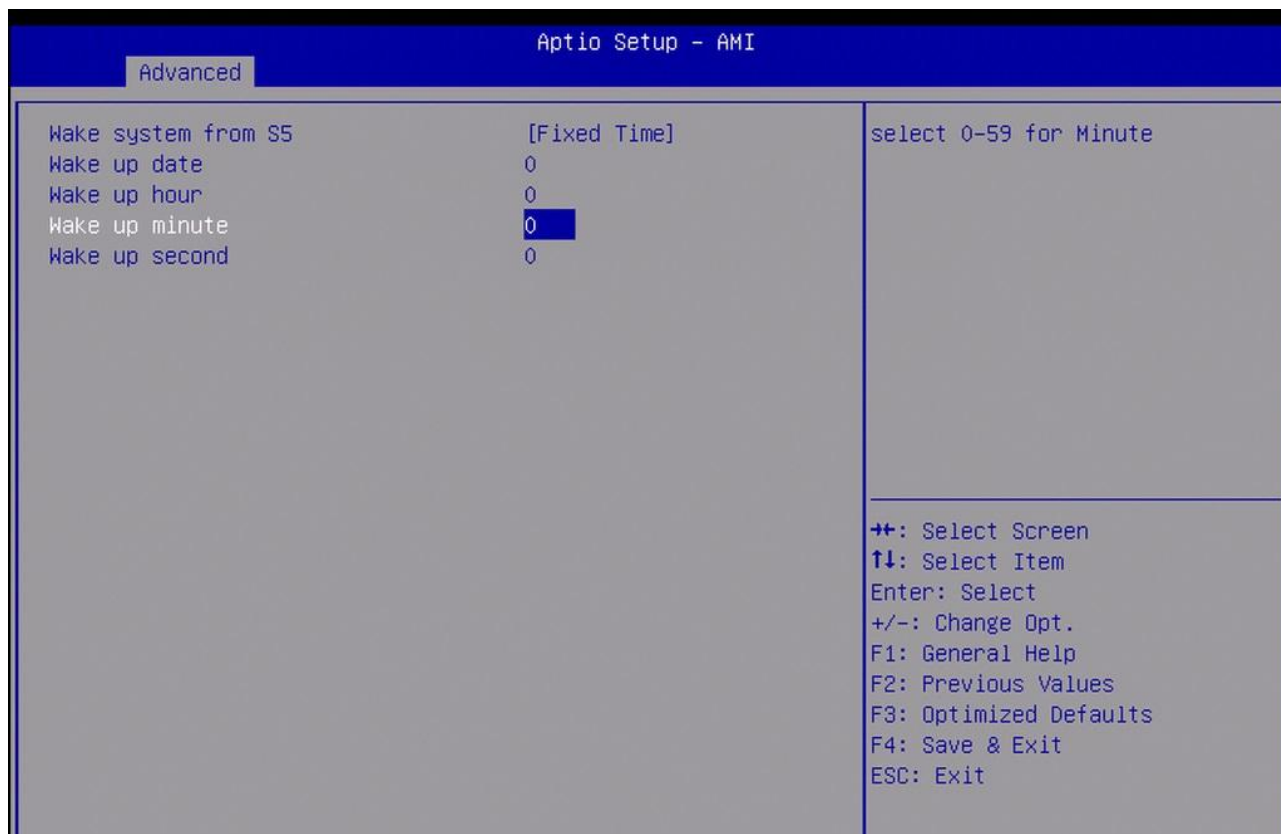 Aptio Setup – AMI
Advanced
Wake system from S5 [Fixed Time]
Wake up date 0
Wake up hour 0
Wake up minute 0
Wake up second 0
select 0-59 for Minute
→←: Select Screen
↑↓: Select Item
Enter: Select
+/-: Change Opt.
F1: General Help
F2: Previous Values
F3: Optimized Defaults
F4: Save & Exit
ESC: Exit